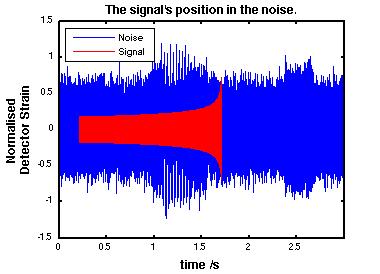 The signal's position in the noise.
1.5
Noise
Signal
1
0.5
0
-0.5
-1
-1.5
Normalised
Detector Strain
0
0.5
1
1.5
2
2.5
time /s